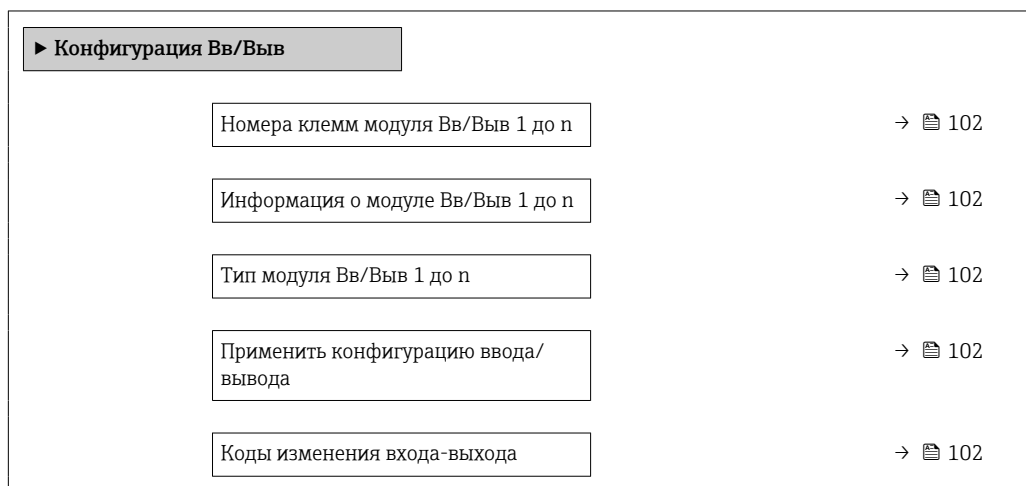 ▶ Конфигурация Вв/Выв
Номера клемм модуля Вв/Выв 1 до n → 102
Информация о модуле Вв/Выв 1 до n → 102
Тип модуля Вв/Выв 1 до n → 102
Применить конфигурацию ввода/ → 102
вывода
Коды изменения входа-выхода → 102